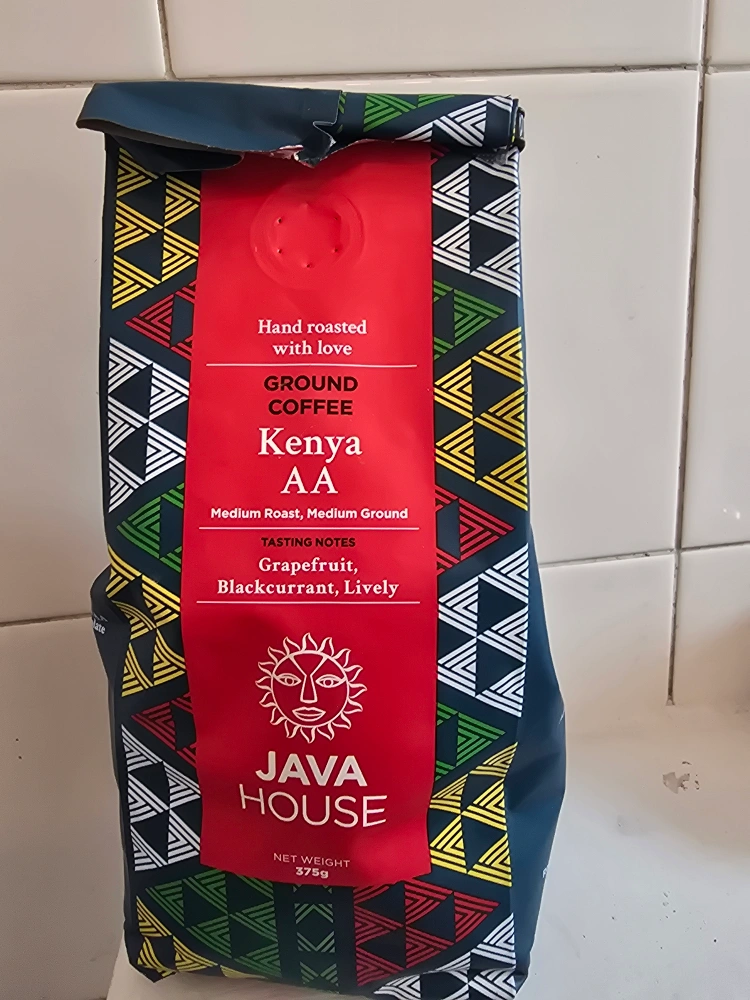 Hand roasted
with love
GROUND
COFFEE
Kenya
AA
Medium Roast, Medium Ground
TASTING NOTES
Grapefruit,
Blackcurrant, Lively
JAVA
HOUSE
NET WEIGHT
375g